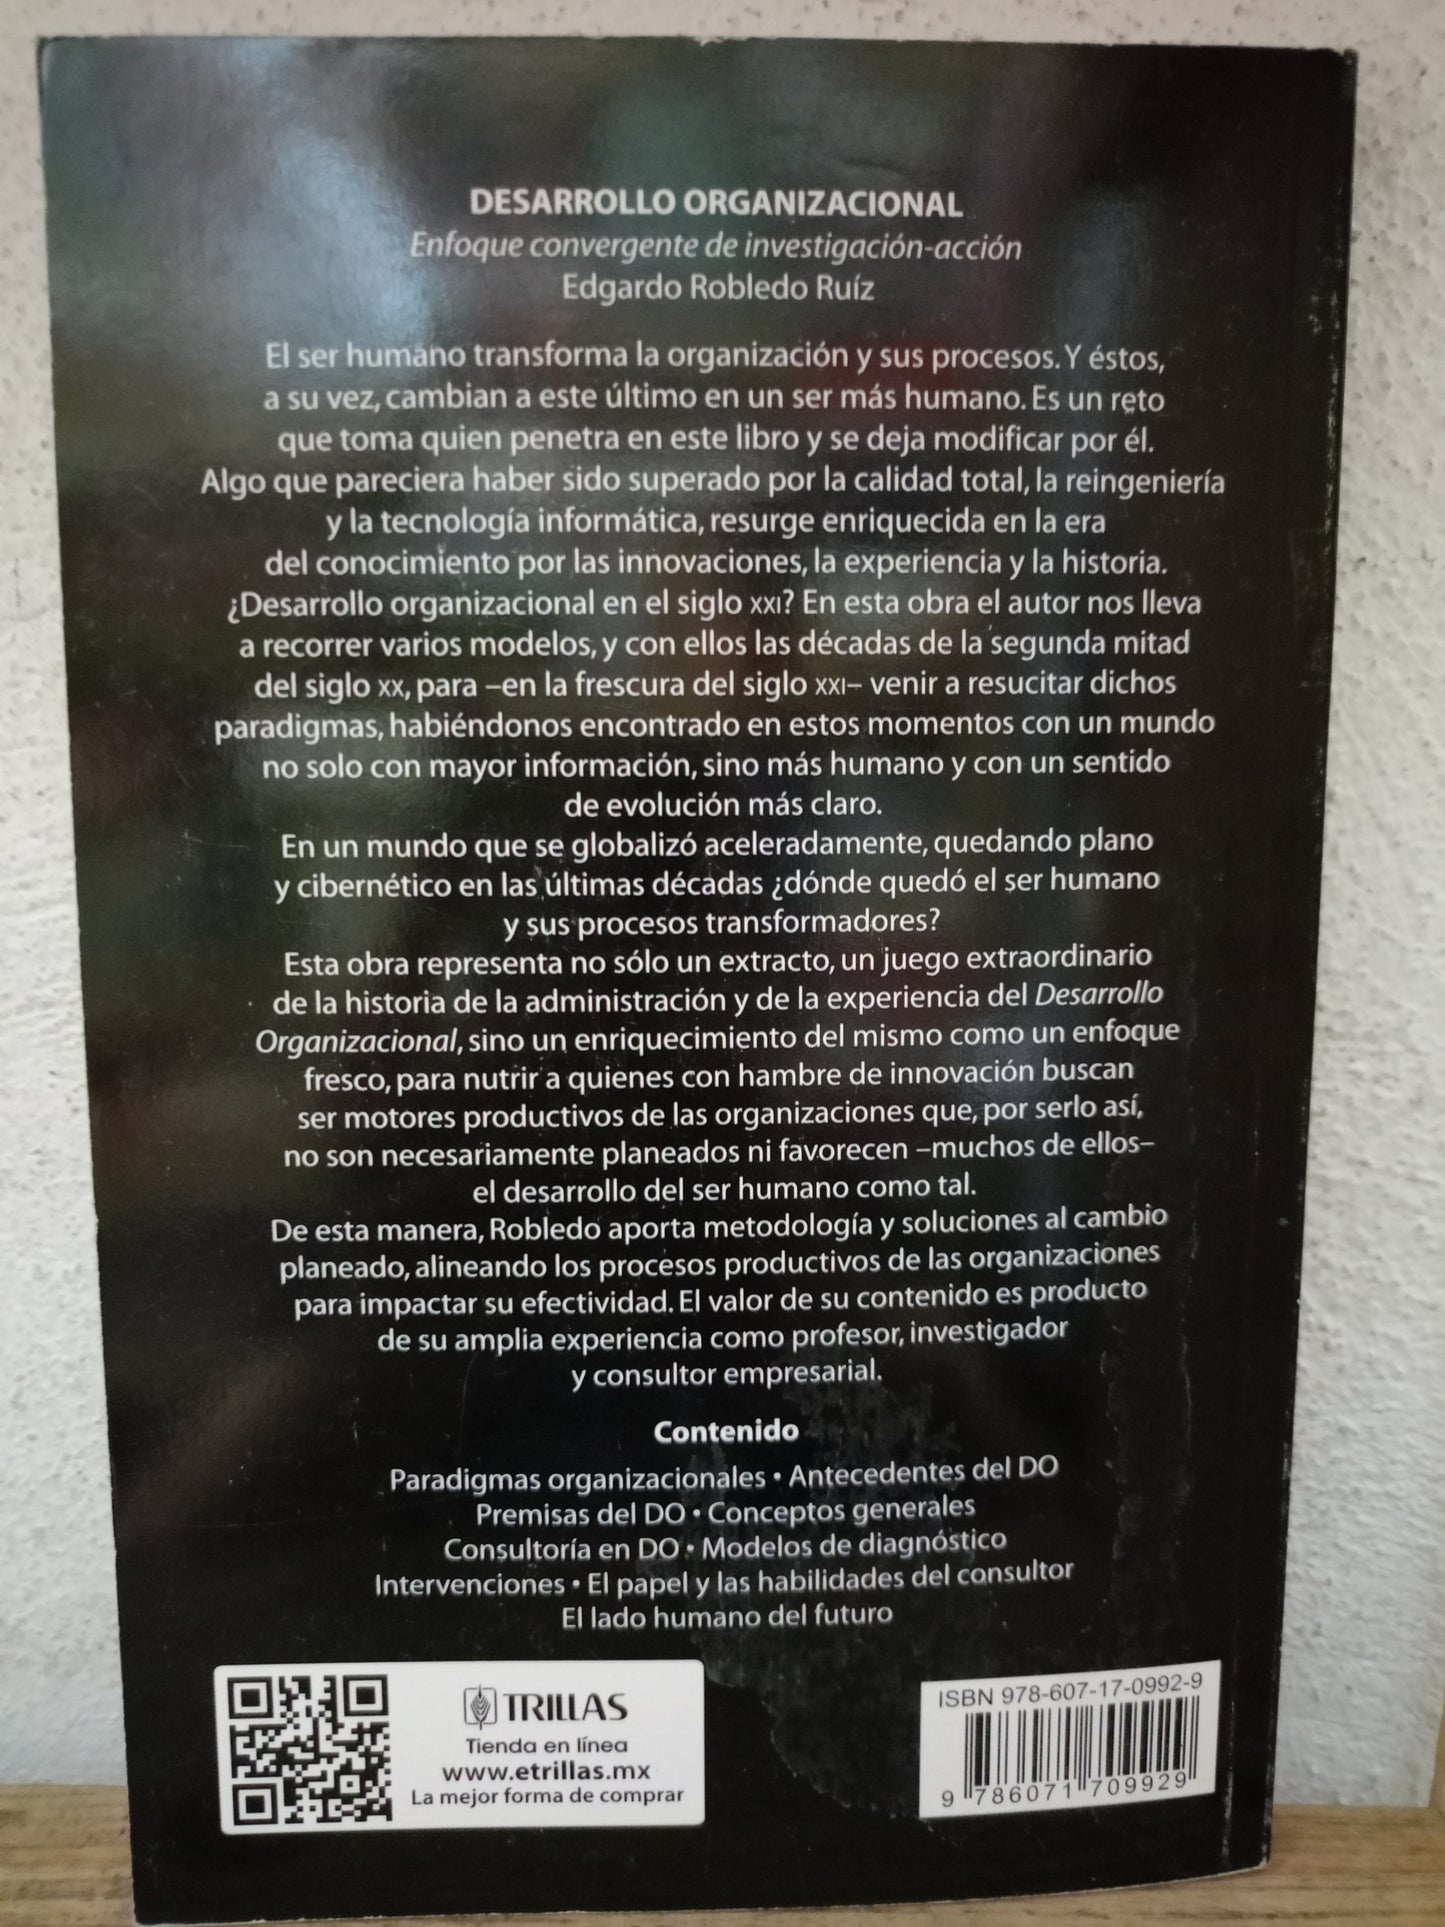 DESARROLLO ORGANIZACIONAL
Enfoque convergente de investigación-acción
Edgardo Robledo Ruíz
El ser humano transforma la organización y sus procesos. Y éstos,
a su vez, cambian a este último en un ser más humano. Es un reto
que toma quien penetra en este libro y se deja modificar por él.
Algo que pareciera haber sido superado por la calidad total, la reingeniería
y la tecnología informática, resurge enriquecida en la era
del conocimiento por las innovaciones, la experiencia y la historia.
¿Desarrollo organizacional en el siglo XXI? En esta obra el autor nos lleva
a recorrer varios modelos, y con ellos las décadas de la segunda mitad
del siglo XX, para –en la frescura del siglo XXI– venir a resucitar dichos
paradigmas, habiéndonos encontrado en estos momentos con un mundo
no solo con mayor información, sino más humano y con un sentido
de evolución más claro.
En un mundo que se globalizó aceleradamente, quedando plano
y cibernético en las últimas décadas ¿dónde quedó el ser humano
y sus procesos transformadores?
Esta obra representa no sólo un extracto, un juego extraordinario
de la historia de la administración y de la experiencia del Desarrollo
Organizacional, sino un enriquecimiento del mismo como un enfoque
fresco, para nutrir a quienes con hambre de innovación buscan
ser motores productivos de las organizaciones que, por serlo así,
no son necesariamente planeados ni favorecen –muchos de ellos–
el desarrollo del ser humano como tal.
De esta manera, Robledo aporta metodología y soluciones al cambio
planeado, alineando los procesos productivos de las organizaciones
para impactar su efectividad. El valor de su contenido es producto
de su amplia experiencia como profesor, investigador
y consultor empresarial.
Contenido
Paradigmas organizacionales • Antecedentes del DO
Premisas del DO • Conceptos generales
Consultoría en DO • Modelos de diagnóstico
Intervenciones • El papel y las habilidades del consultor
El lado humano del futuro
TRILLAS
Tienda en línea
www.etrillas.mx
La mejor forma de comprar
ISBN 978-607-17-0992-9
9 786071 709929